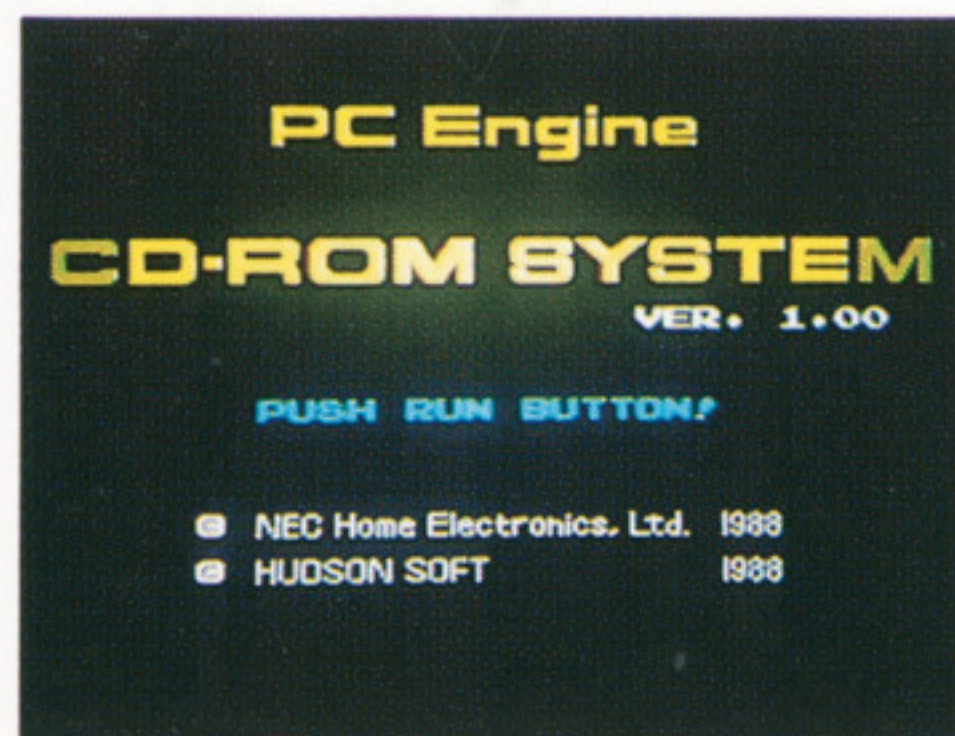 PC Engine
CD-ROM SYSTEM
VER. 1.00
PUSH RUN BUTTON!
© NEC Home Electronics, Ltd. 1988
© HUDSON SOFT 1988